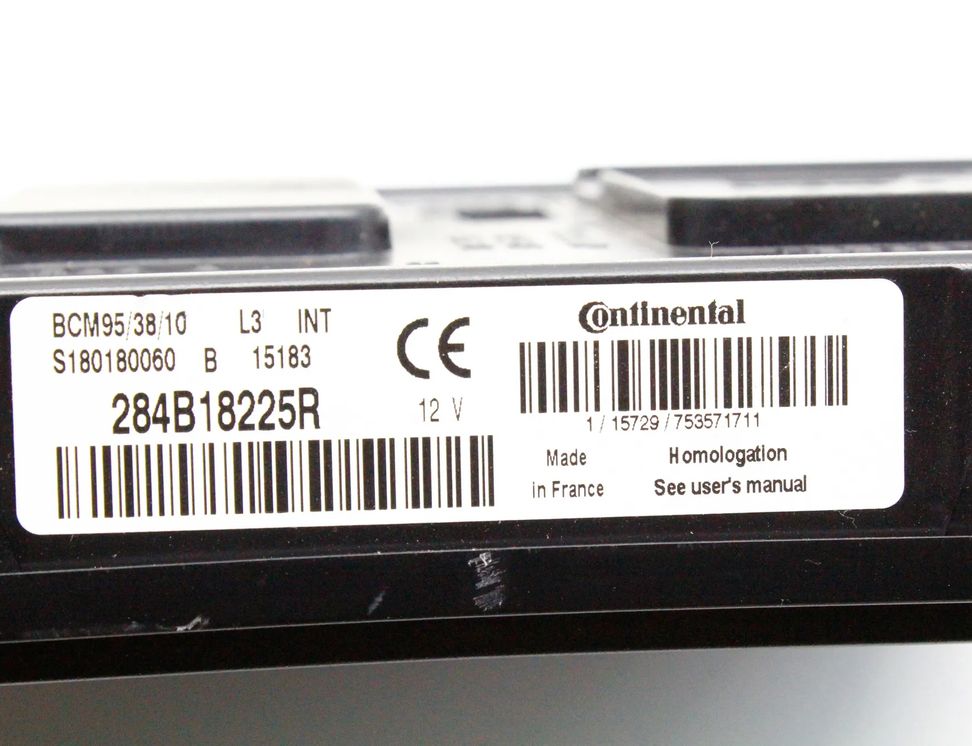 BCM95/38/10 L3 INT
S180180060 B 15183
284B18225R
12 V
CE
Continental
1/15729/753571711
Made
in France
Homologation
See user's manual